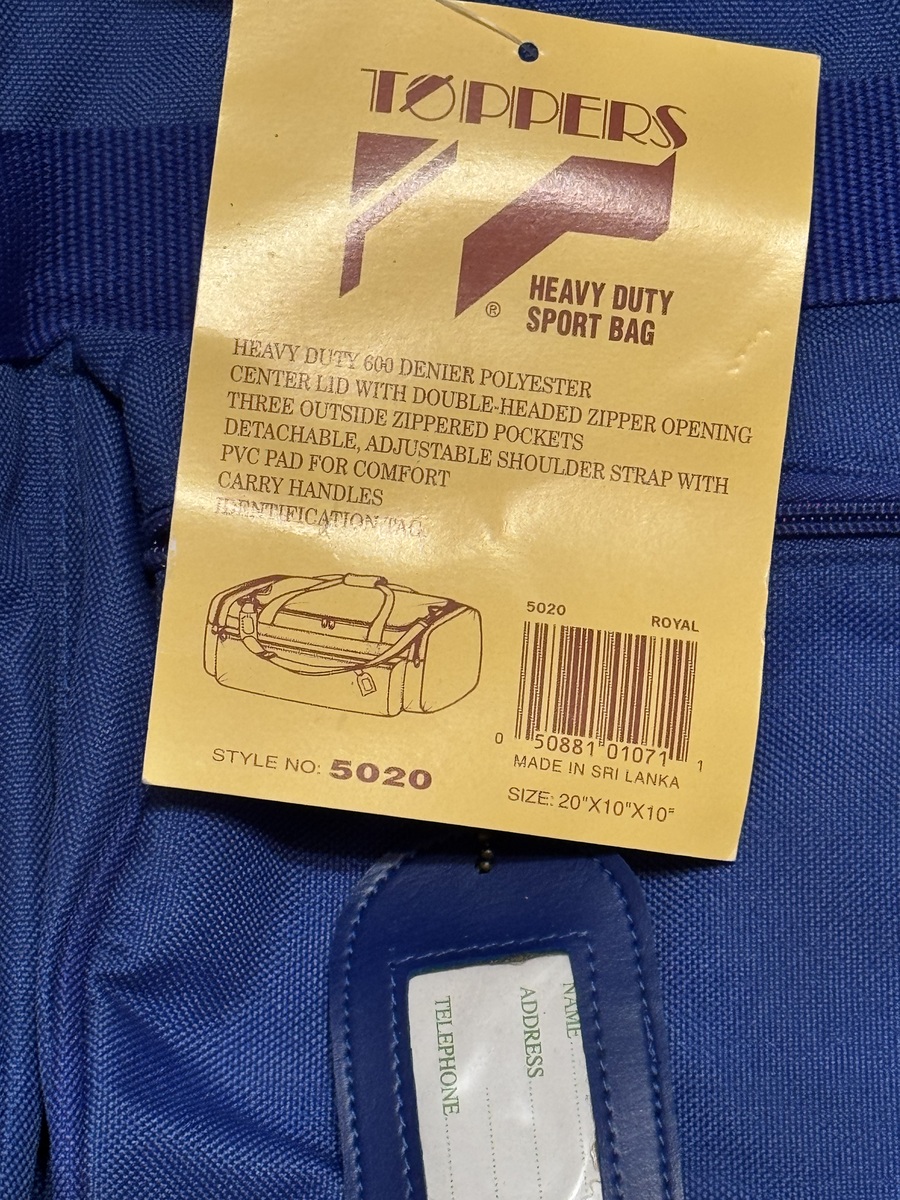 TØPPERS
®
HEAVY DUTY
SPORT BAG
HEAVY DUTY 600 DENIER POLYESTER
CENTER LID WITH DOUBLE-HEADED ZIPPER OPENING
THREE OUTSIDE ZIPPERED POCKETS
DETACHABLE, ADJUSTABLE SHOULDER STRAP WITH
PVC PAD FOR COMFORT
CARRY HANDLES
IDENTIFICATION TAG
5020 ROYAL
0 50881 01071 1
MADE IN SRI LANKA
STYLE NO: 5020
SIZE: 20"X10"X10"
NAME
ADDRESS
TELEPHONE